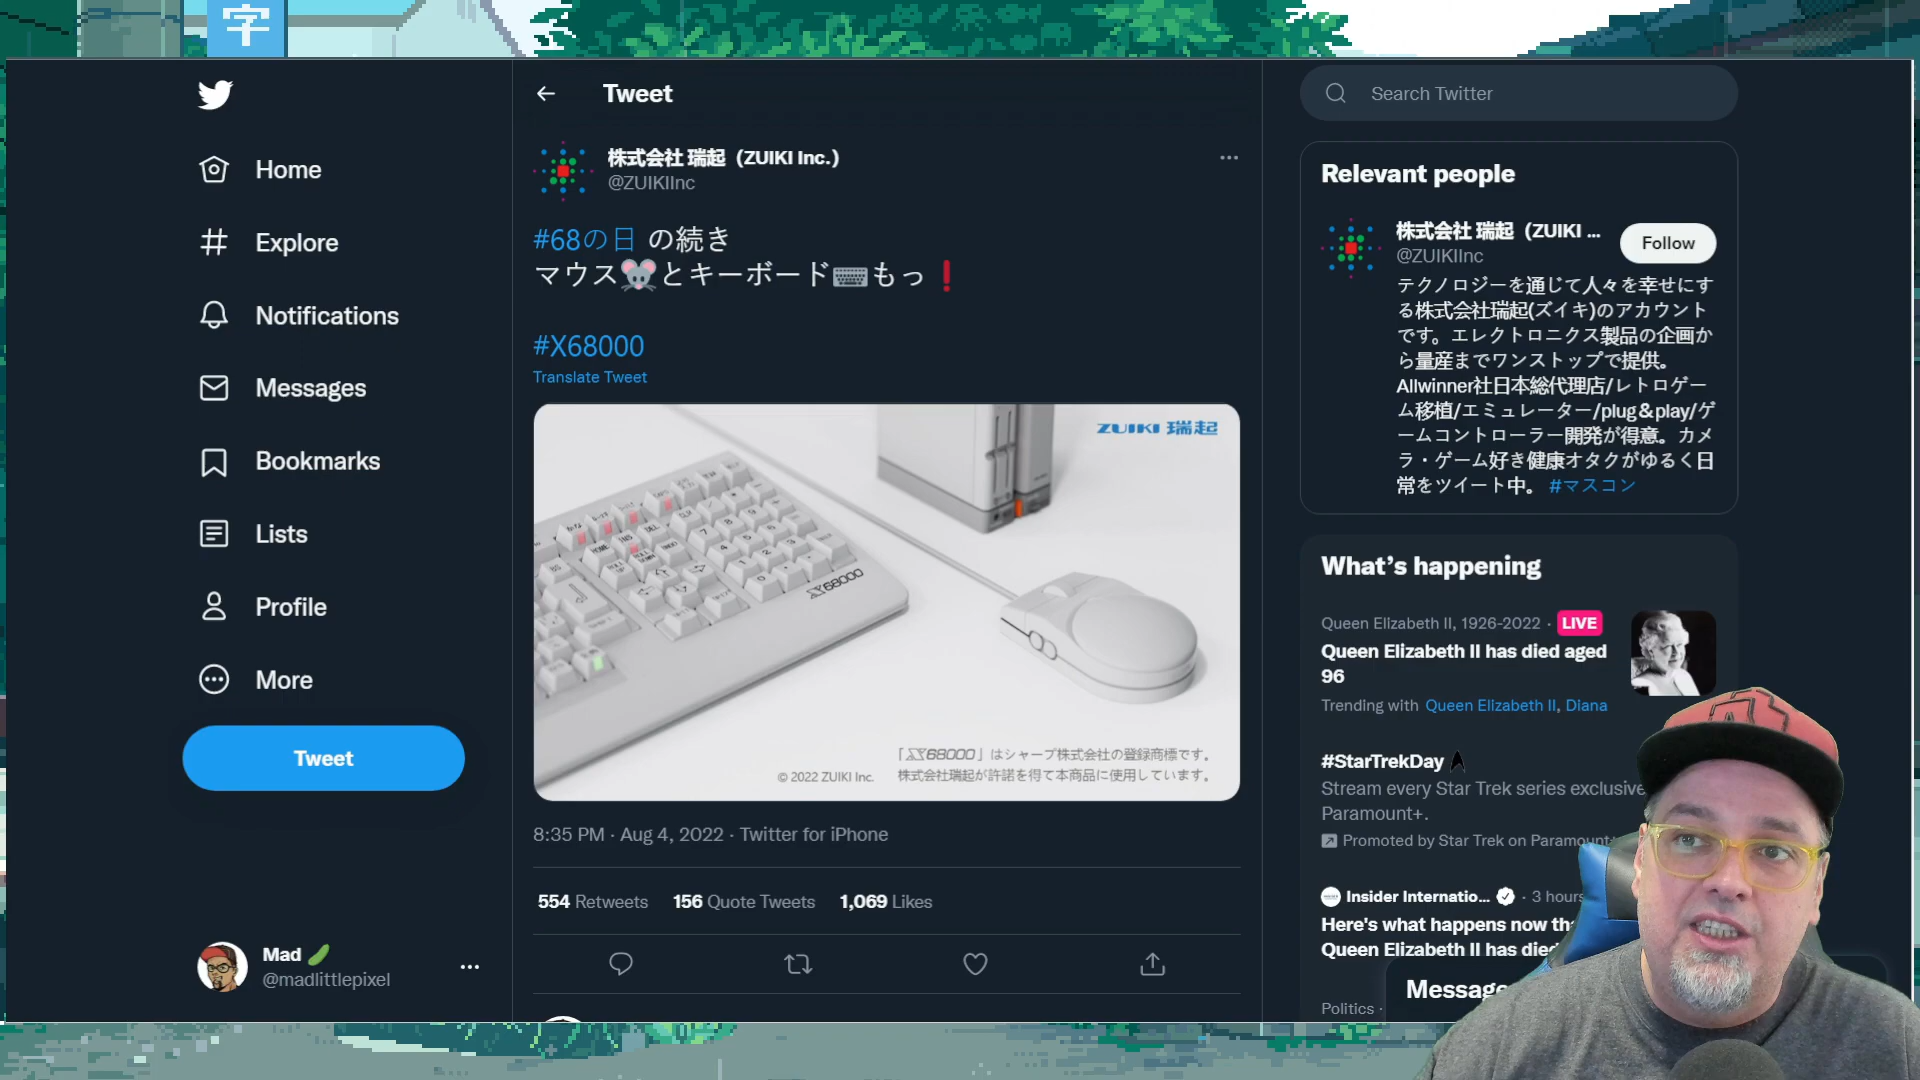 字
Home
Explore
Notifications
Messages
Bookmarks
Lists
Profile
More
Tweet
Mad
@madlittlepixel
Tweet
株式会社 瑞起（ZUIKI Inc.）
@ZUIKIInc
#68の日 の続き
マウス🐭とキーボード⌨もっ❗
#X68000
Translate Tweet
ZUIKI 瑞起
X68000
「X68000」はシャープ株式会社の登録商標です。
© 2022 ZUIKI Inc. 株式会社瑞起が許諾を得て本商品に使用しています。
8:35 PM · Aug 4, 2022 · Twitter for iPhone
554 Retweets 156 Quote Tweets 1,069 Likes
Search Twitter
Relevant people
株式会社 瑞起（ZUIKI ...
@ZUIKIInc
Follow
テクノロジーを通じて人々を幸せにす
る株式会社瑞起(ズイキ)のアカウント
です。エレクトロニクス製品の企画か
ら量産までワンストップで提供。
Allwinner社日本総代理店/レトロゲー
ム移植/エミュレーター/plug＆play/ゲ
ームコントローラー開発が得意。カメ
ラ・ゲーム好き健康オタクがゆるく日
常をツイート中。 #マスコン
What's happening
Queen Elizabeth II, 1926-2022 · LIVE
Queen Elizabeth II has died aged
96
Trending with Queen Elizabeth II, Diana
#StarTrekDay
Stream every Star Trek series exclusive
Paramount+.
Promoted by Star Trek on Paramount+
Insider Internatio... · 3 hours
Here's what happens now tha
Queen Elizabeth II has died
Politics ·
Message